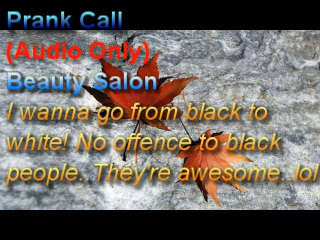 Prank Call
(Audio Only)
Beauty Salon
I wanna go from black to
white! No offence to black
people..They're awesome..lol